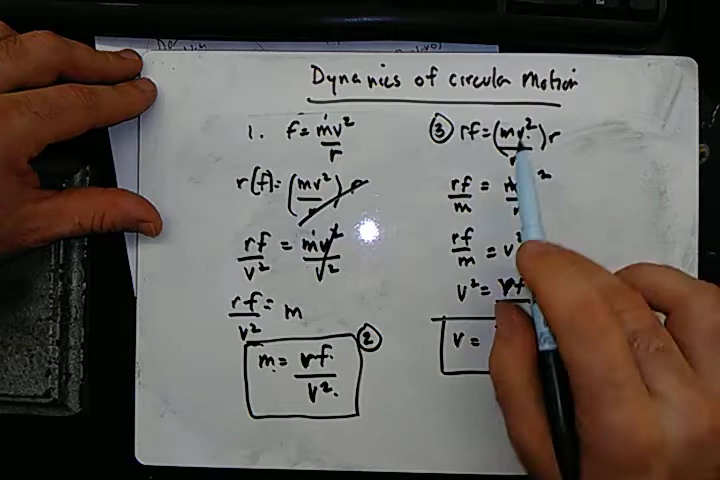 Dynamics of circular Motion
1. f = mv²/r
r(f) = (mv²/r) r
rf/v² = mv²/v²
rf/v² = m
m = rf/v²
②
③ rf = (mv²/r) r
rf/m =
rf/m = v²
v² = rf
v =